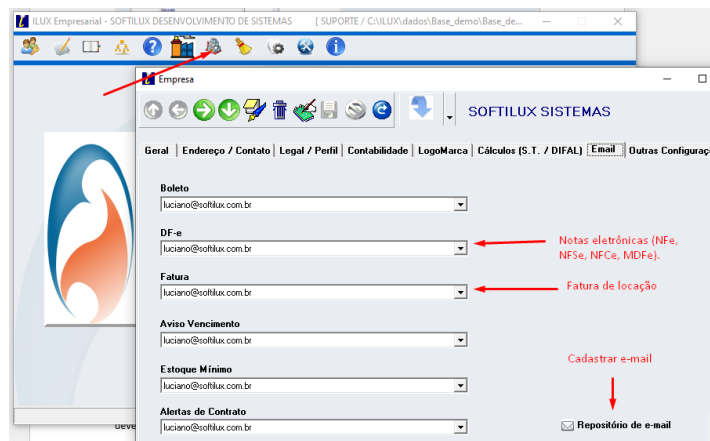 ILUX Empresarial - SOFTILUX DESENVOLVIMENTO DE SISTEMAS [ SUPORTE / C:\ILUX\dados\Base_demo\Base_de...
Empresa
SOFTILUX SISTEMAS
Geral Endereço / Contato Legal / Perfil Contabilidade LogoMarca Cálculos (S.T. / DIFAL) Email Outras Configuraç
Boleto
luciano@softilux.com.br
DF-e
luciano@softilux.com.br
Notas eletrônicas (NFe,
NFSe, NFCe, MDFe).
Fatura
luciano@softilux.com.br
Fatura de locação
Aviso Vencimento
luciano@softilux.com.br
Cadastrar e-mail
Estoque Mínimo
luciano@softilux.com.br
Alertas de Contrato
luciano@softilux.com.br
Repositório de e-mail
deve